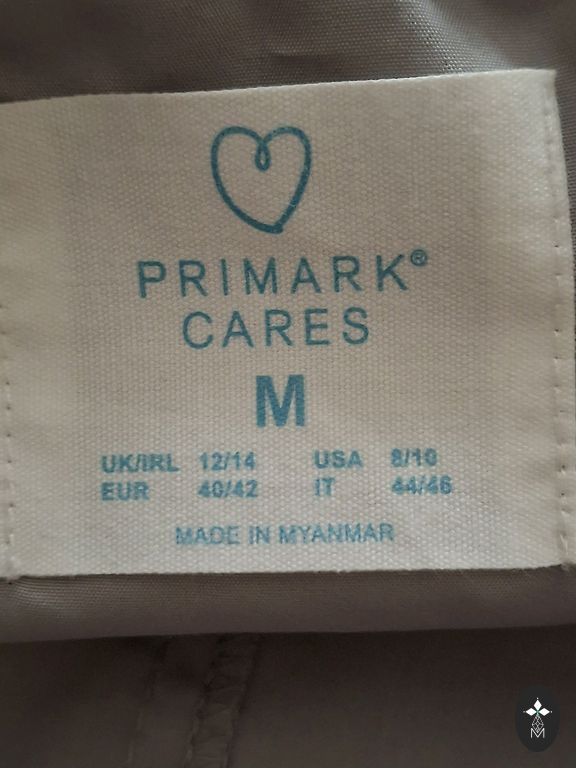 PRIMARK®
CARES
M
UK/IRL 12/14 USA 8/10
EUR 40/42 IT 44/46
MADE IN MYANMAR
M